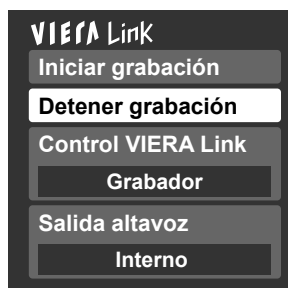 VIERA Link
Iniciar grabación
Detener grabación
Control VIERA Link
Grabador
Salida altavoz
Interno